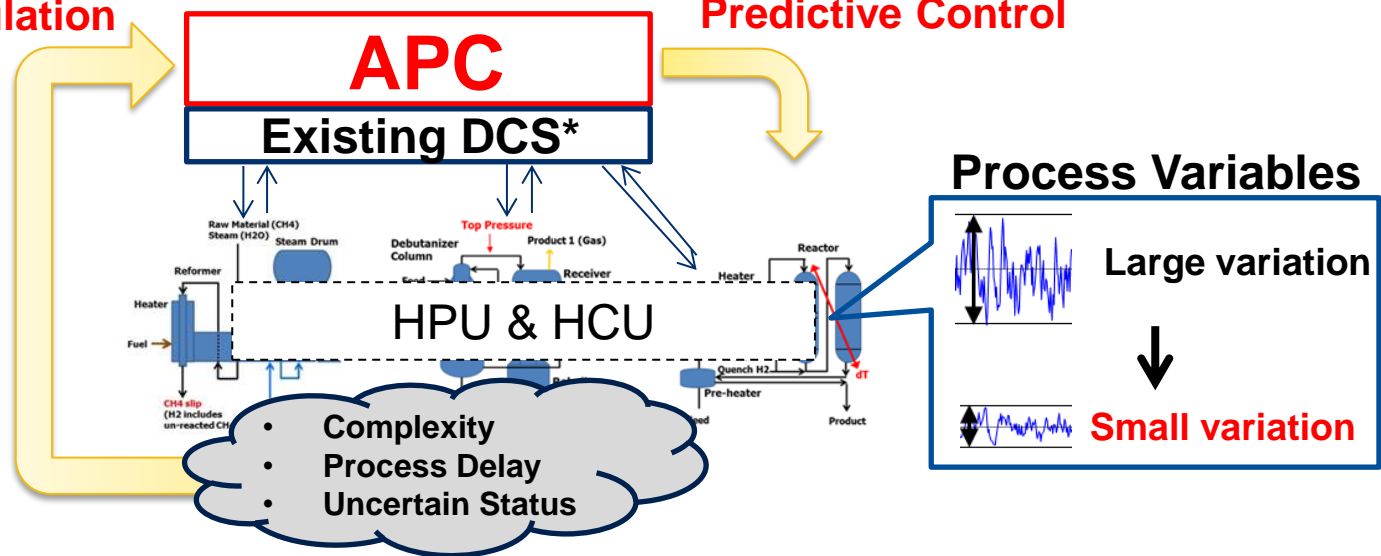 Predictive Control
APC
Existing DCS*
Process Variables
Large variation
Small variation
Raw Material (CH4)
Steam (H2O)
Steam Drum
Reformer
Heater
Fuel
CH4 slip
(H2 includes
un-reacted
Top Pressure
Debutanizer
Column
Product 1 (Gas)
Receiver
Reactor
Heater
HPU & HCU
Quench H2
dT
Pre-heater
Product
• Complexity
• Process Delay
• Uncertain Status